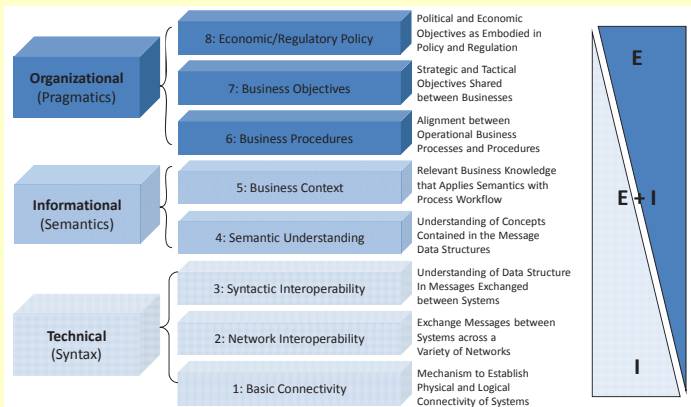 Organizational
(Pragmatics)
8: Economic/Regulatory Policy
Political and Economic
Objectives as Embodied in
Policy and Regulation
7: Business Objectives
Strategic and Tactical
Objectives Shared
between Businesses
6: Business Procedures
Alignment between
Operational Business
Processes and Procedures
Informational
(Semantics)
5: Business Context
Relevant Business Knowledge
that Applies Semantics with
Process Workflow
4: Semantic Understanding
Understanding of Concepts
Contained in the Message
Data Structures
Technical
(Syntax)
3: Syntactic Interoperability
Understanding of Data Structure
In Messages Exchanged
between Systems
2: Network Interoperability
Exchange Messages between
Systems across a
Variety of Networks
1: Basic Connectivity
Mechanism to Establish
Physical and Logical
Connectivity of Systems
E
E + I
I